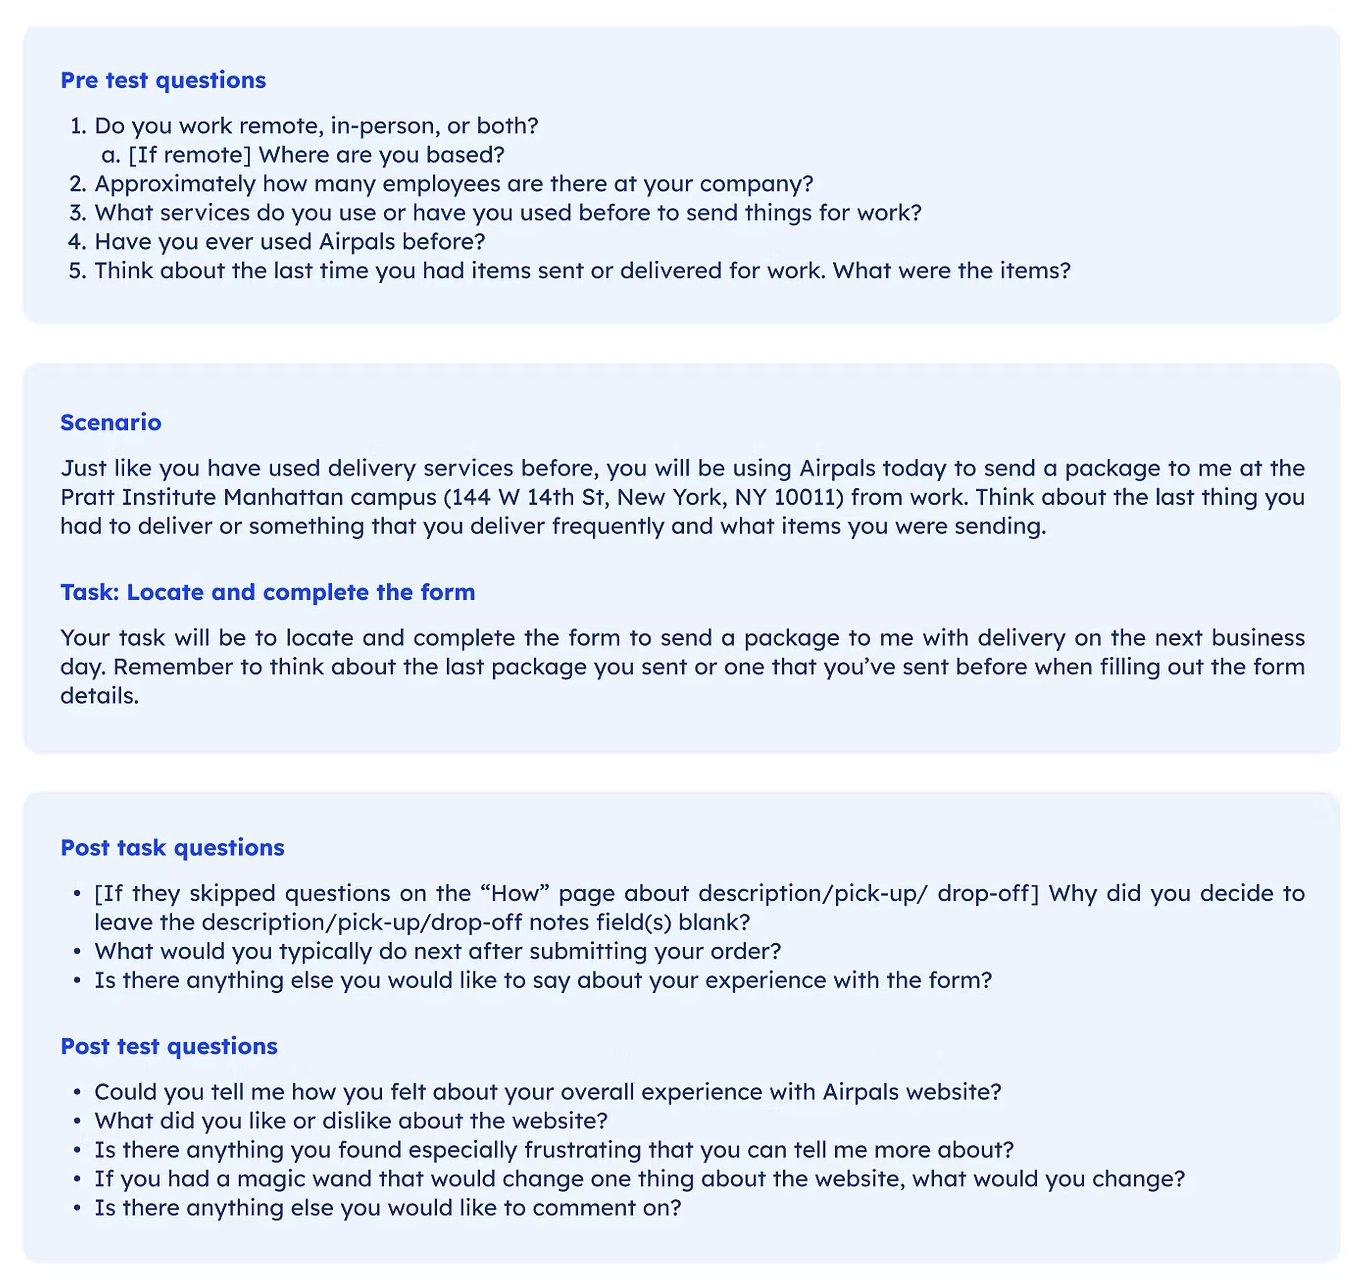 Pre test questions
1. Do you work remote, in-person, or both?
a. [If remote] Where are you based?
2. Approximately how many employees are there at your company?
3. What services do you use or have you used before to send things for work?
4. Have you ever used Airpals before?
5. Think about the last time you had items sent or delivered for work. What were the items?
Scenario
Just like you have used delivery services before, you will be using Airpals today to send a package to me at the
Pratt Institute Manhattan campus (144 W 14th St, New York, NY 10011) from work. Think about the last thing you
had to deliver or something that you deliver frequently and what items you were sending.
Task: Locate and complete the form
Your task will be to locate and complete the form to send a package to me with delivery on the next business
day. Remember to think about the last package you sent or one that you’ve sent before when filling out the form
details.
Post task questions
• [If they skipped questions on the “How” page about description/pick-up/ drop-off] Why did you decide to
leave the description/pick-up/drop-off notes field(s) blank?
• What would you typically do next after submitting your order?
• Is there anything else you would like to say about your experience with the form?
Post test questions
• Could you tell me how you felt about your overall experience with Airpals website?
• What did you like or dislike about the website?
• Is there anything you found especially frustrating that you can tell me more about?
• If you had a magic wand that would change one thing about the website, what would you change?
• Is there anything else you would like to comment on?